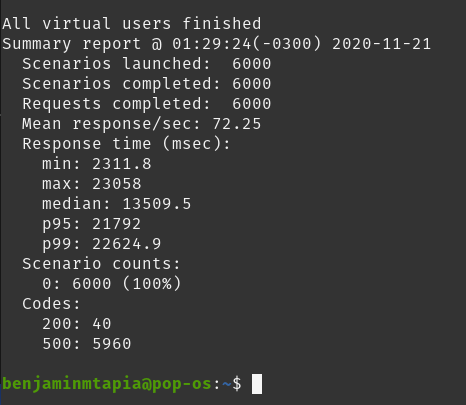 All virtual users finished
Summary report @ 01:29:24(-0300) 2020-11-21
Scenarios launched:  6000
Scenarios completed: 6000
Requests completed:  6000
Mean response/sec: 72.25
Response time (msec):
min: 2311.8
max: 23058
median: 13509.5
p95: 21792
p99: 22624.9
Scenario counts:
0: 6000 (100%)
Codes:
200: 40
500: 5960
benjaminmtapia@pop-os:~$